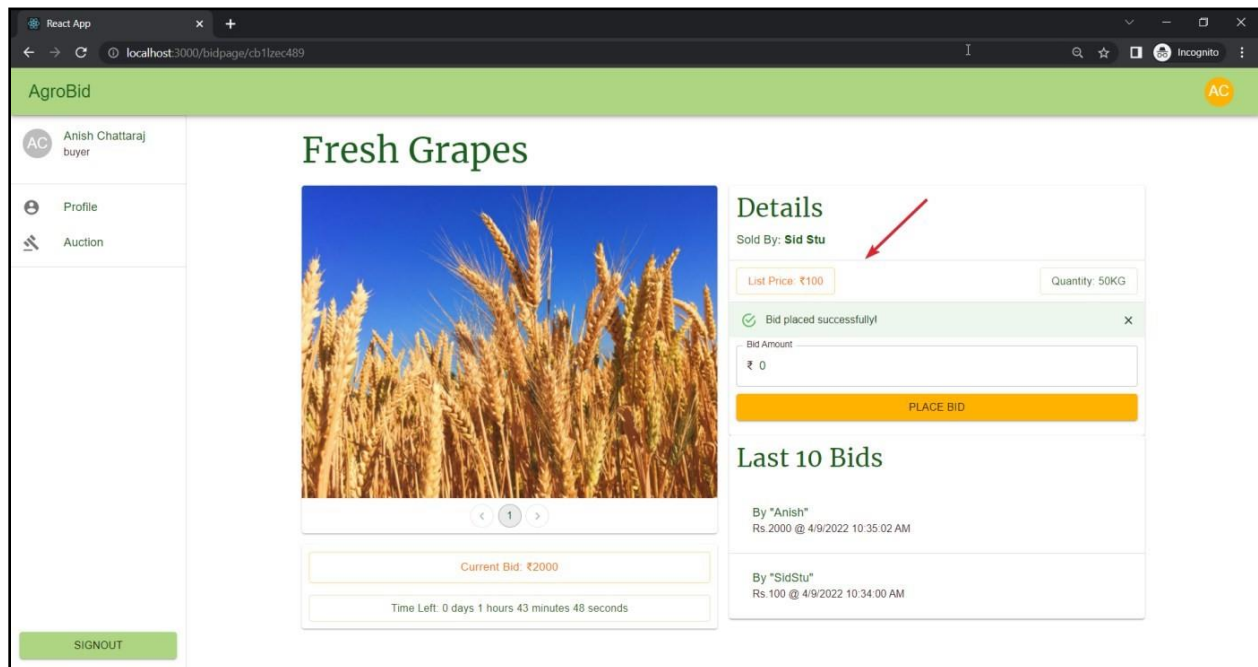 React App
localhost:3000/bidpage/cb1lzec489
Incognito
AgroBid
AC
AC
Anish Chattaraj
buyer
Profile
Auction
SIGNOUT
Fresh Grapes
1
Current Bid: ₹2000
Time Left: 0 days 1 hours 43 minutes 48 seconds
Details
Sold By: Sid Stu
List Price: ₹100
Quantity: 50KG
Bid placed successfully!
Bid Amount
₹ 0
PLACE BID
Last 10 Bids
By "Anish"
Rs.2000 @ 4/9/2022 10:35:02 AM
By "SidStu"
Rs.100 @ 4/9/2022 10:34:00 AM